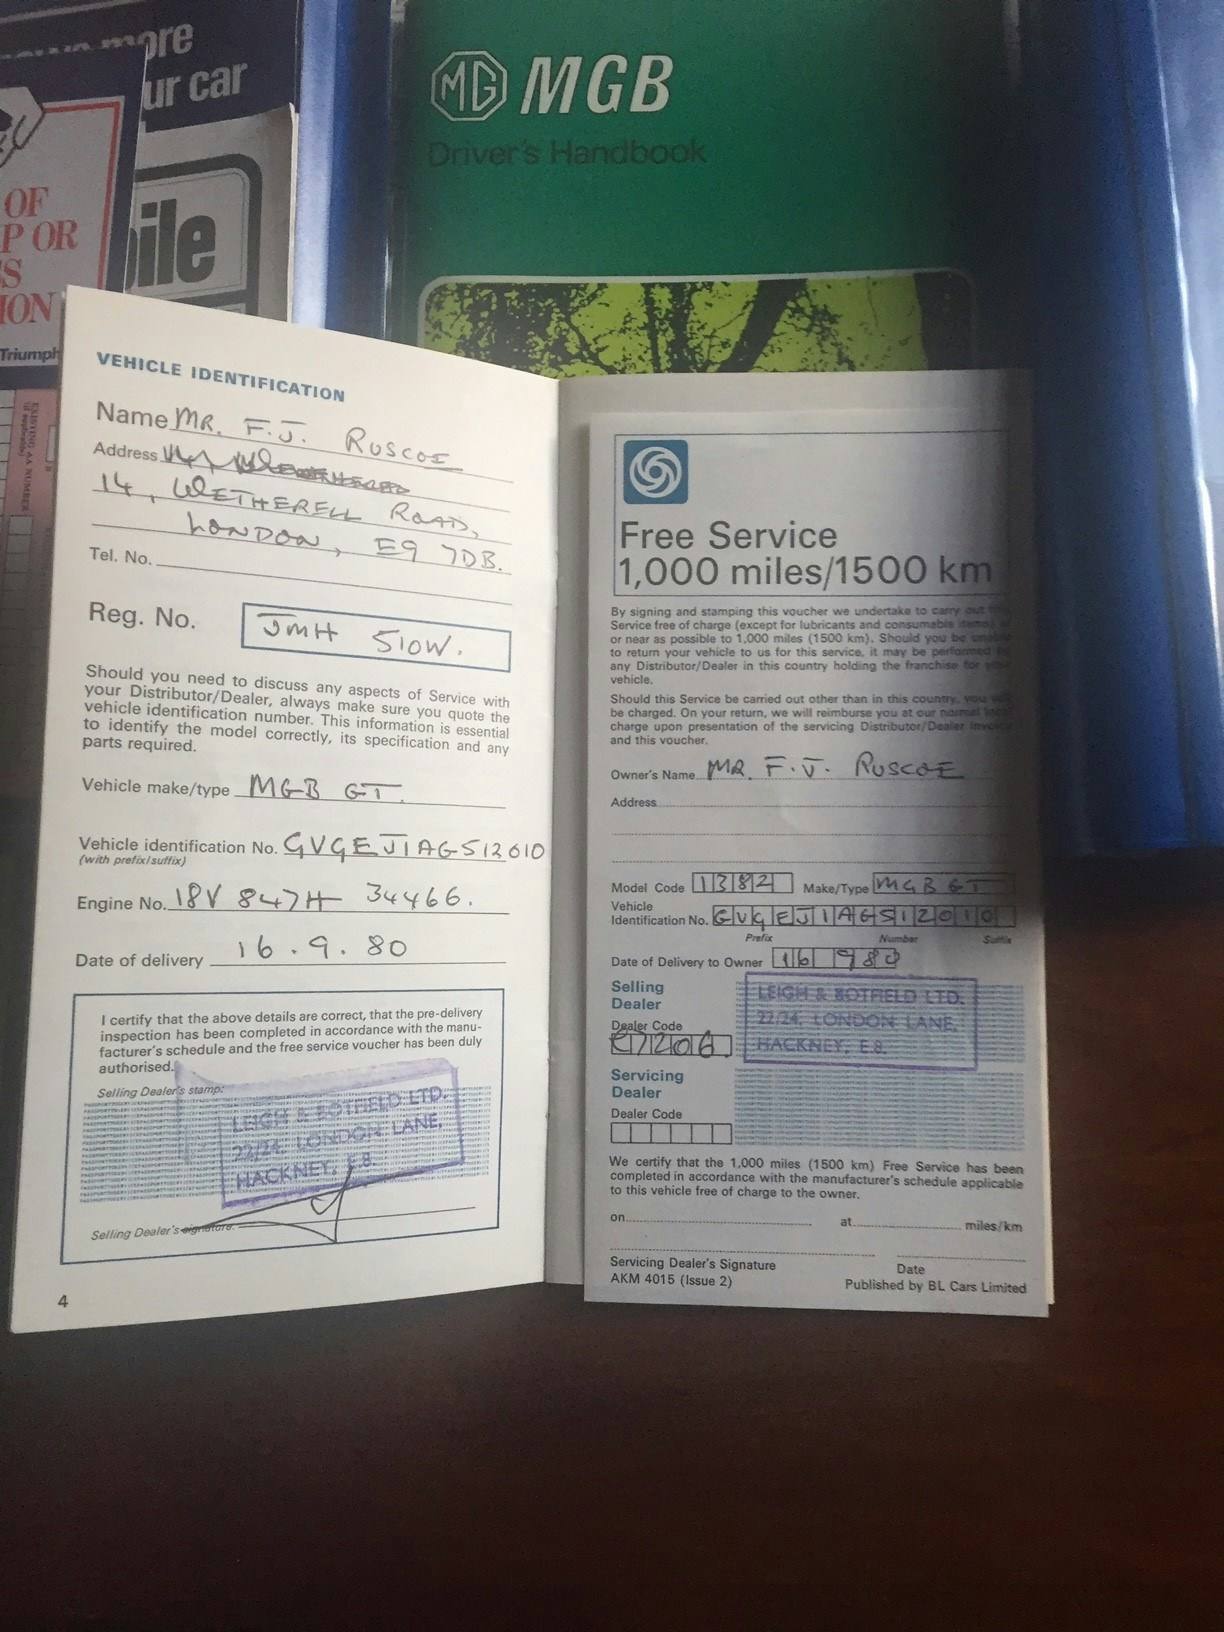 more
ur car
OF
P OR
S
ION
Triumph
ile
EXISTING AA NUMBER
(if applicable)
MG MGB
Driver's Handbook
VEHICLE IDENTIFICATION
Name MR. F.J. RUSCOE
Address
14, WETHERELL ROAD,
LONDON, E9 7DB.
Tel. No.
Reg. No. JMH 510W.
Should you need to discuss any aspects of Service with
your Distributor/Dealer, always make sure you quote the
vehicle identification number. This information is essential
to identify the model correctly, its specification and any
parts required.
Vehicle make/type MGB GT.
Vehicle identification No. GVGEJ1AG512010
(with prefix/suffix)
Engine No. 18V 847H 34466.
Date of delivery 16.9.80
I certify that the above details are correct, that the pre-delivery
inspection has been completed in accordance with the manu-
facturer's schedule and the free service voucher has been duly
authorised.
Selling Dealer's stamp:
LEIGH & BOTFIELD LTD.
22/24, LONDON LANE,
HACKNEY, E.8.
Selling Dealer's signature:
4
Free Service
1,000 miles/1500 km
By signing and stamping this voucher we undertake to carry out
Service free of charge (except for lubricants and consumable items)
or near as possible to 1,000 miles (1500 km). Should you be unable
to return your vehicle to us for this service, it may be performed
any Distributor/Dealer in this country holding the franchise for your
vehicle.
Should this Service be carried out other than in this country, you
be charged. On your return, we will reimburse you at our normal
charge upon presentation of the servicing Distributor/Dealer invoice
and this voucher.
Owner's Name MR. F.J. RUSCOE
Address
Model Code 1382 Make/Type MGB GT
Vehicle
Identification No. GVGEJ1AG512010
Prefix Number Suffix
Date of Delivery to Owner 16 9 80
Selling
Dealer
Dealer Code
LEIGH & BOTFIELD LTD.
22/24, LONDON LANE,
HACKNEY, E.8.
Servicing
Dealer
Dealer Code
We certify that the 1,000 miles (1500 km) Free Service has been
completed in accordance with the manufacturer's schedule applicable
to this vehicle free of charge to the owner.
on at miles/km
Servicing Dealer's Signature Date
AKM 4015 (Issue 2) Published by BL Cars Limited